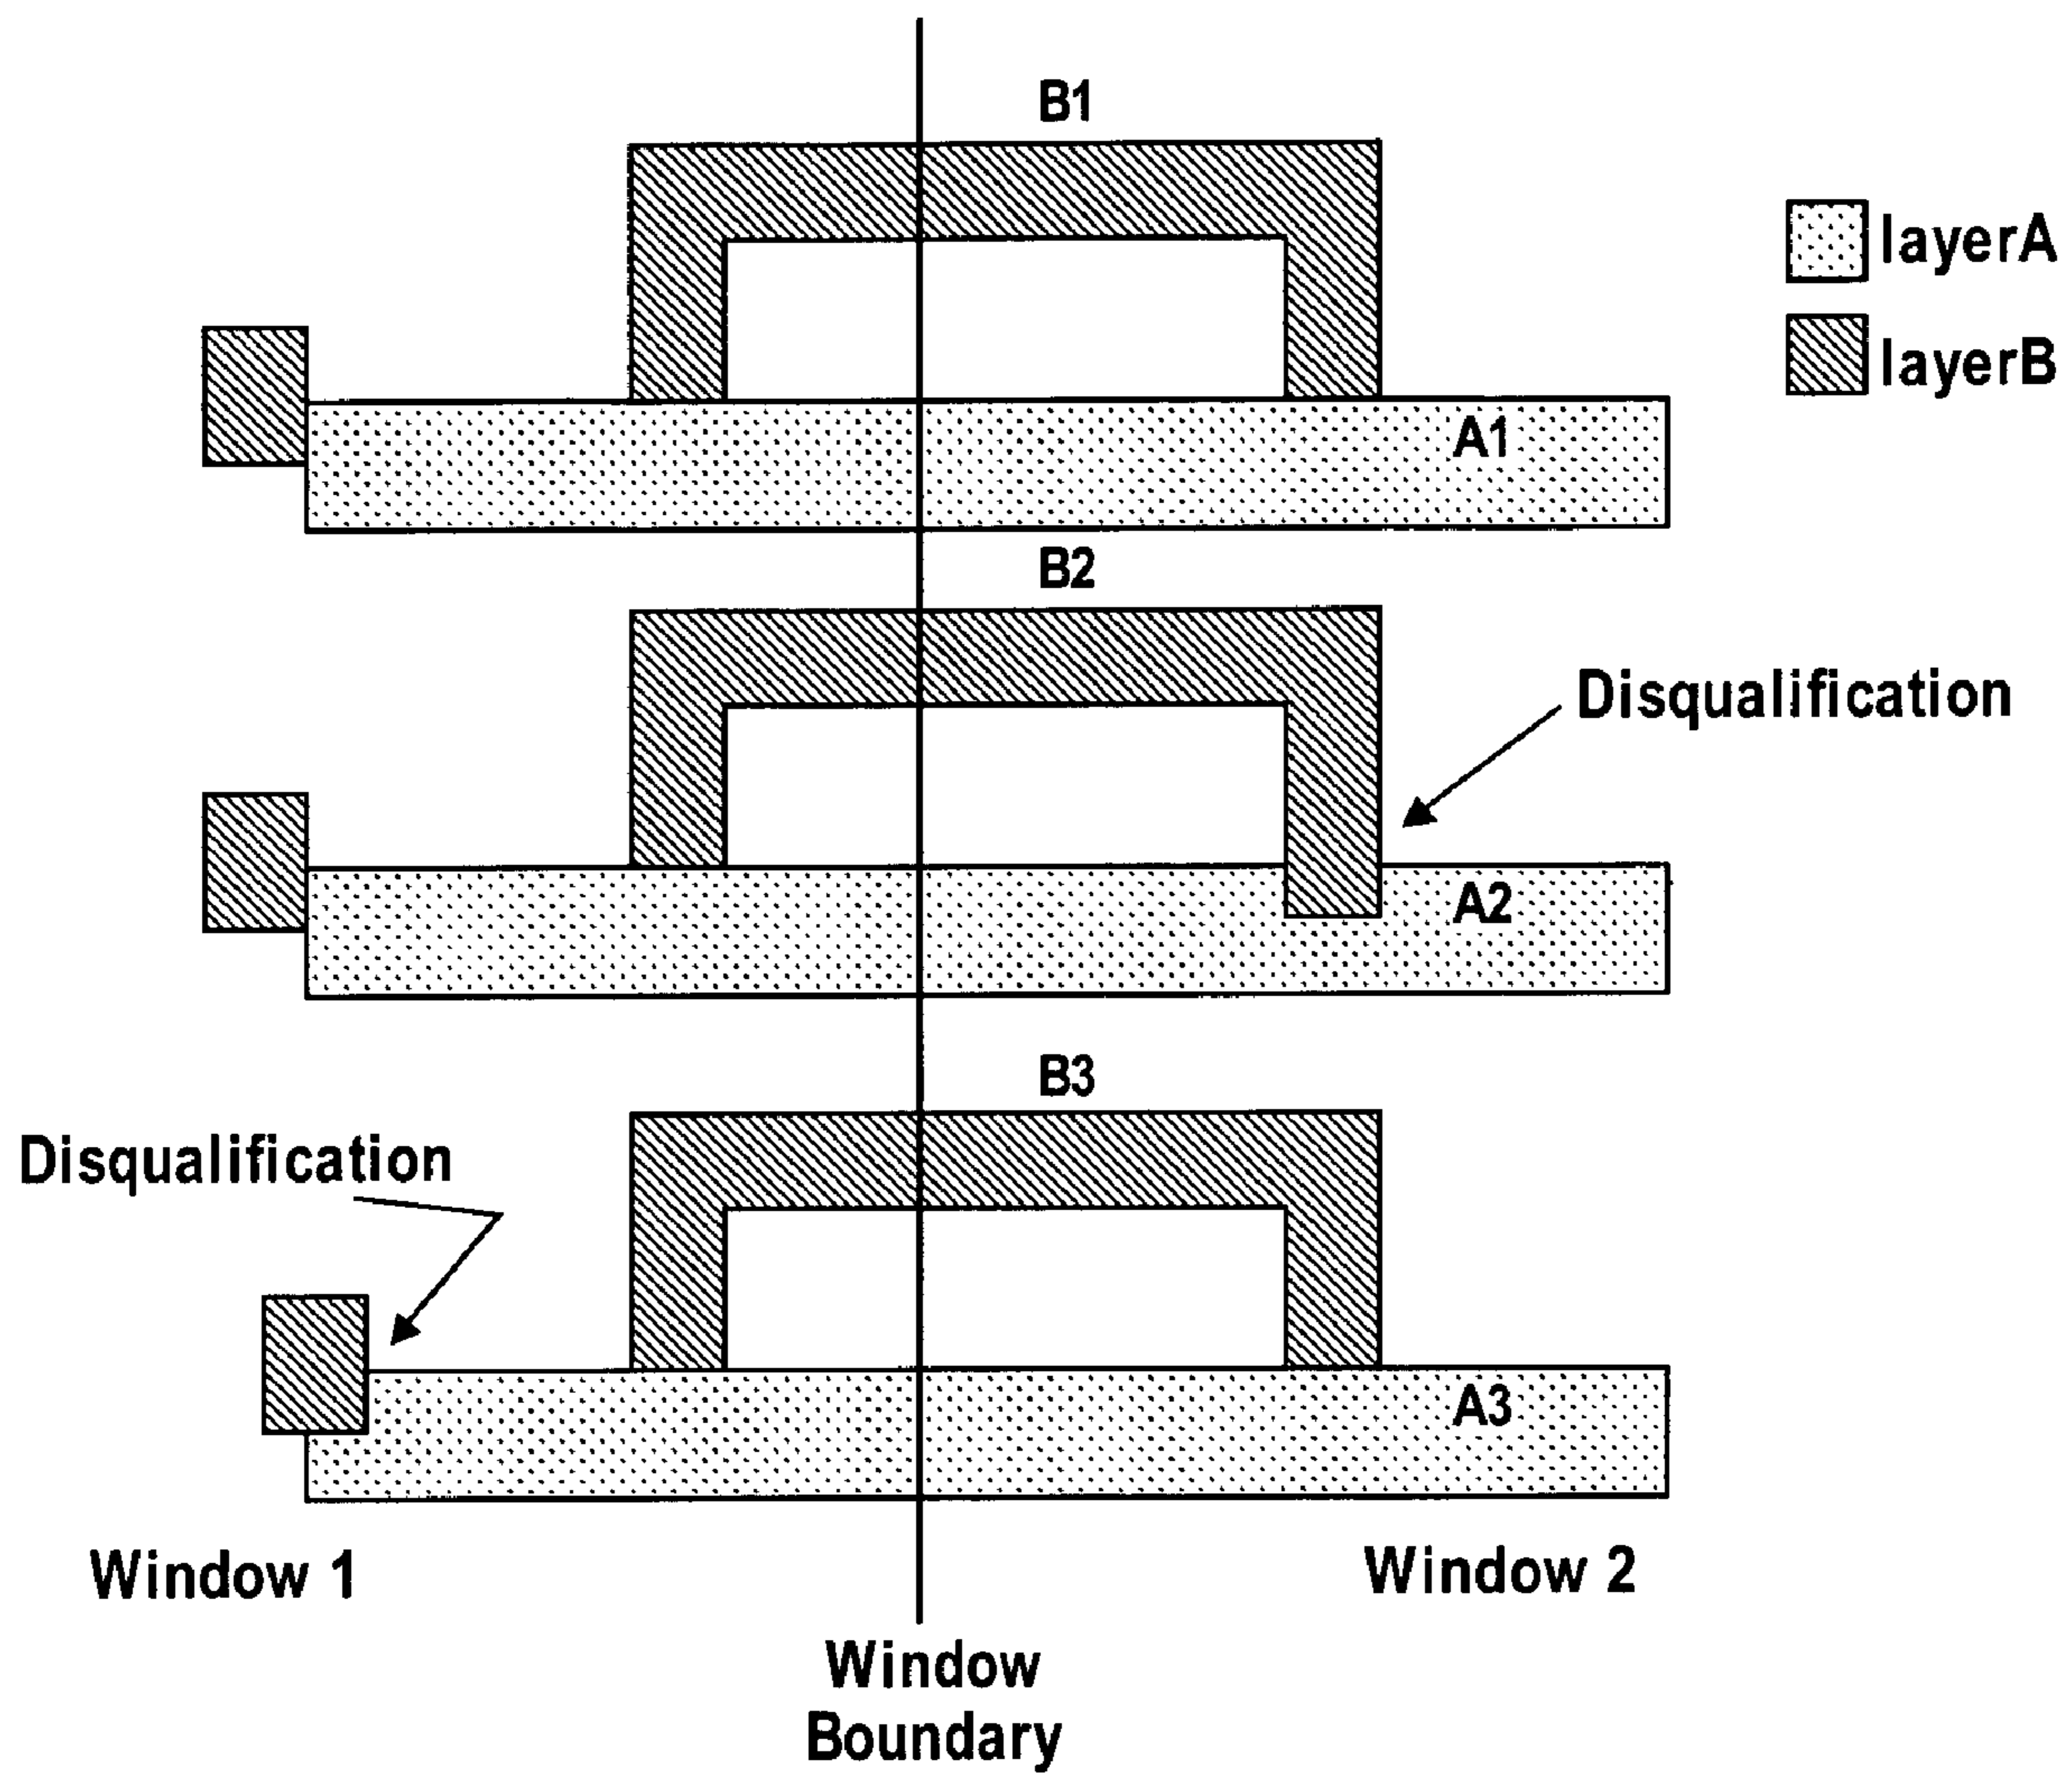 B1
layerA
layerB
A1
B2
Disqualification
A2
B3
Disqualification
A3
Window 1
Window 2
Window
Boundary